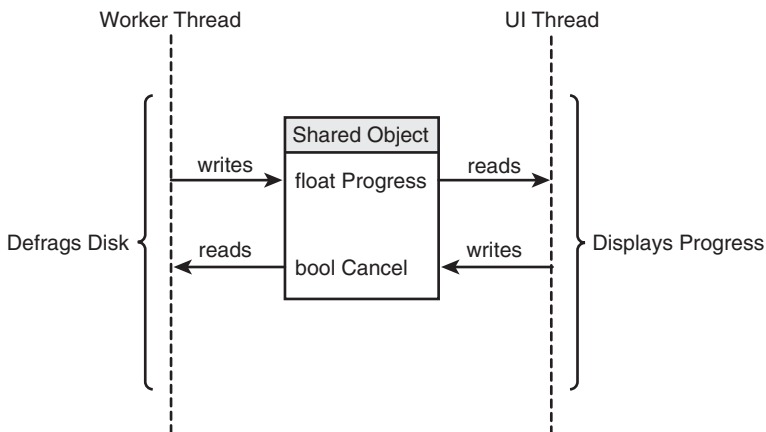 Worker Thread
UI Thread
Shared Object
writes
float Progress
reads
Defrags Disk
reads
bool Cancel
writes
Displays Progress